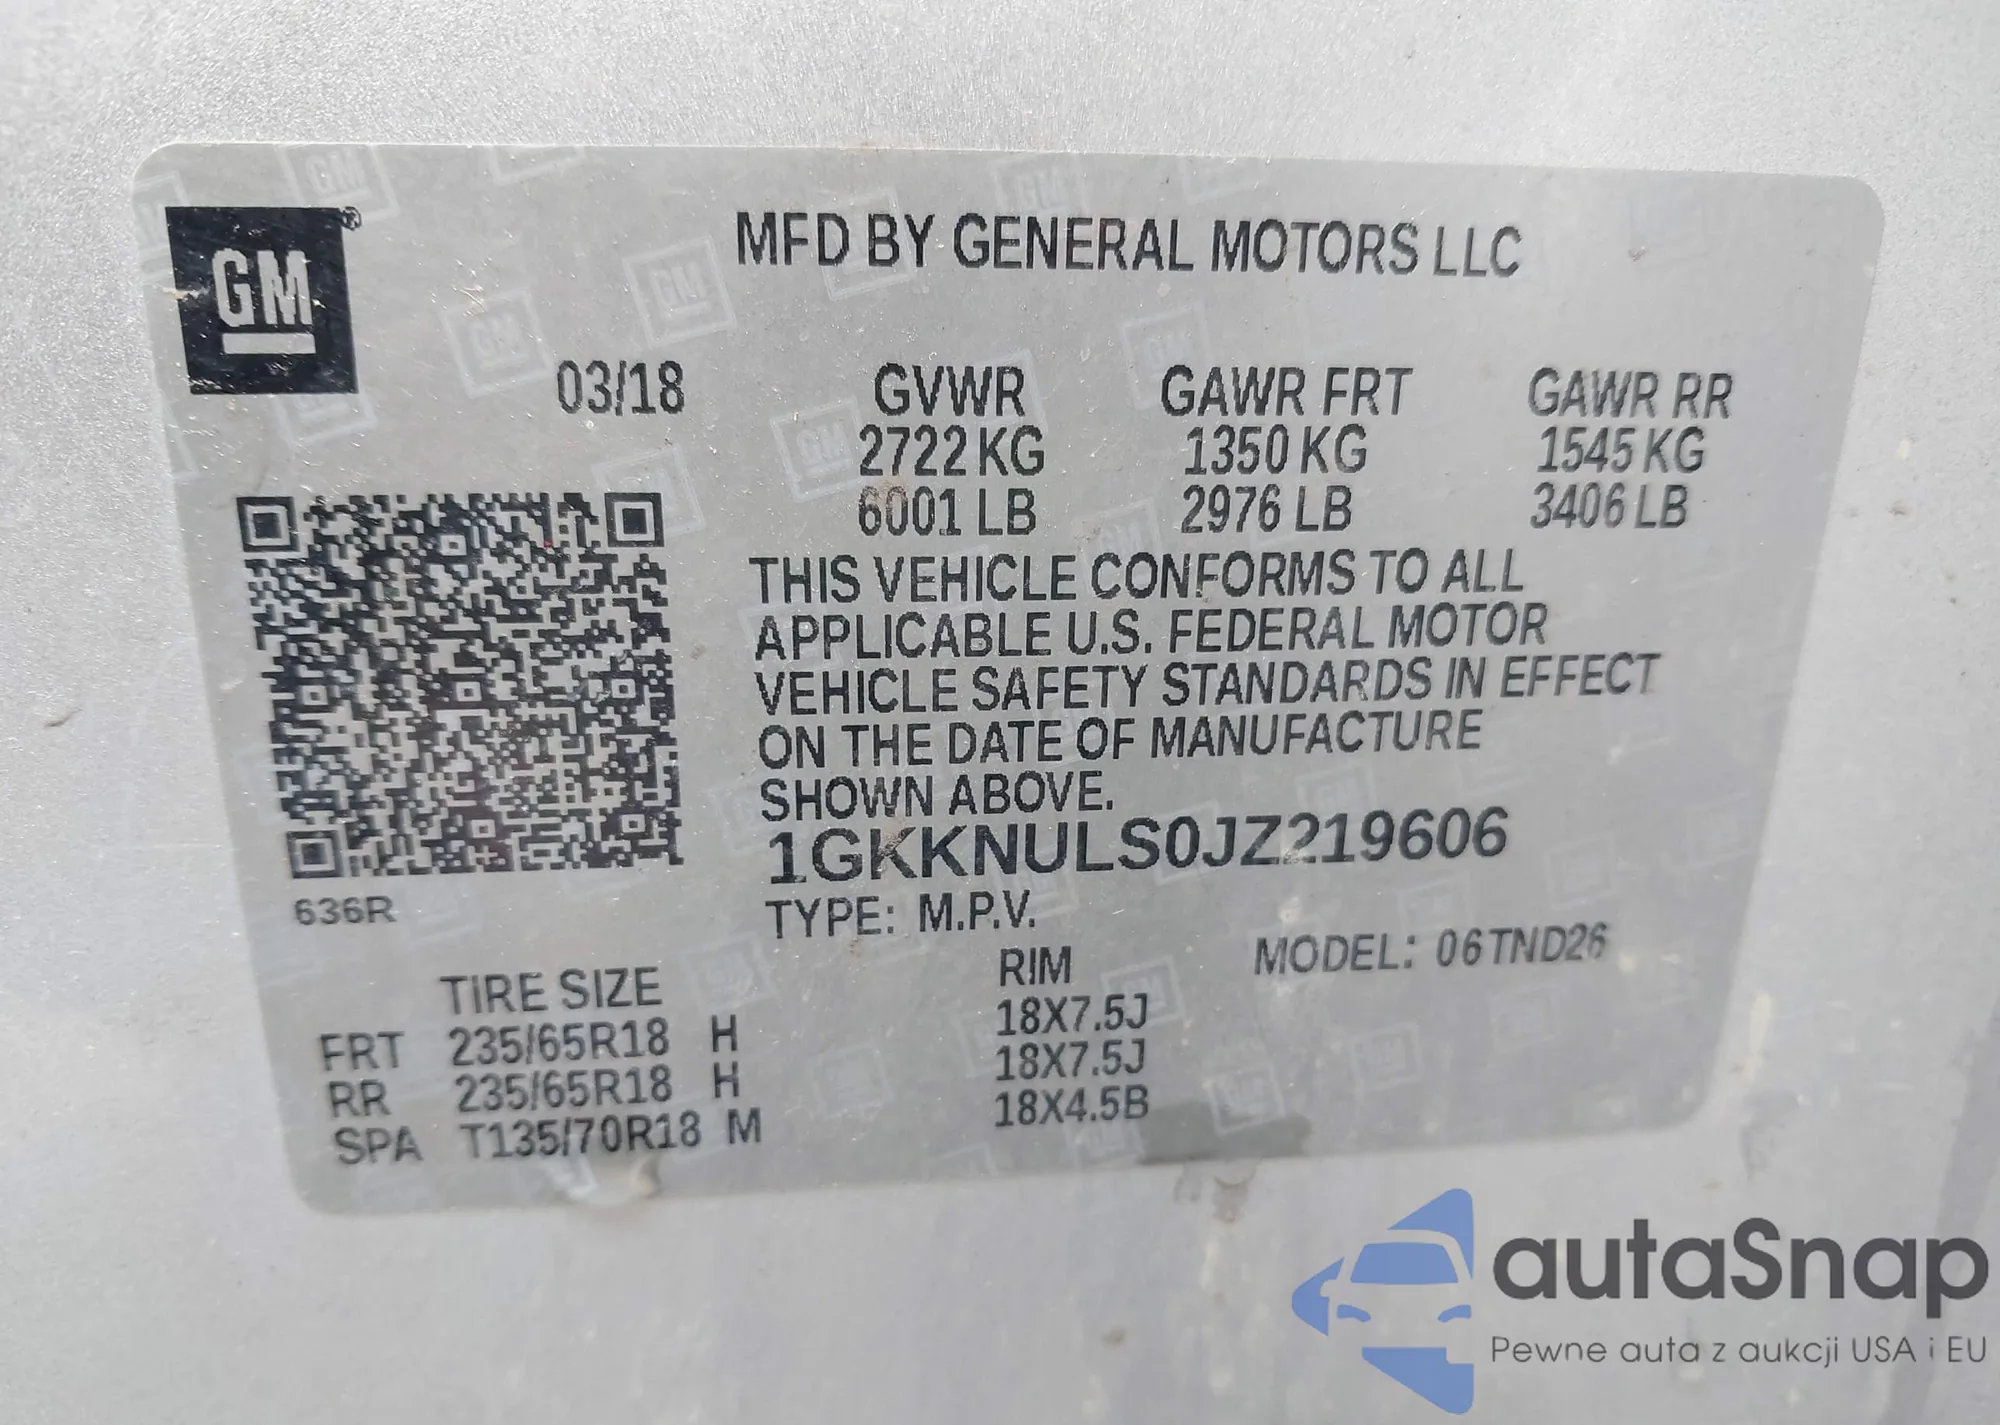 GM®
MFD BY GENERAL MOTORS LLC
03/18 GVWR GAWR FRT GAWR RR
2722 KG 1350 KG 1545 KG
6001 LB 2976 LB 3406 LB
THIS VEHICLE CONFORMS TO ALL
APPLICABLE U.S. FEDERAL MOTOR
VEHICLE SAFETY STANDARDS IN EFFECT
ON THE DATE OF MANUFACTURE
SHOWN ABOVE.
1GKKNULS0JZ219606
636R
TYPE: M.P.V.
MODEL: 06TND26
TIRE SIZE RIM
FRT 235/65R18 H 18X7.5J
RR 235/65R18 H 18X7.5J
SPA T135/70R18 M 18X4.5B
autaSnap
Pewne auta z aukcji USA i EU